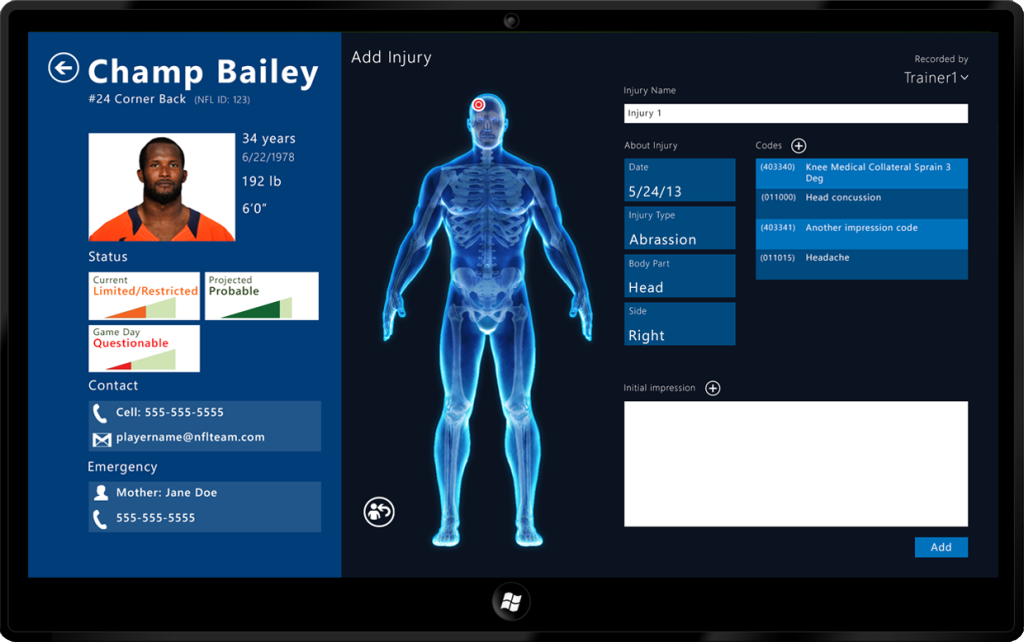 Champ Bailey
#24 Corner Back (NFL ID: 123)
34 years
6/22/1978
192 lb
6'0"
Status
Current
Limited/Restricted
Projected
Probable
Game Day
Questionable
Contact
Cell: 555-555-5555
playername@nflteam.com
Emergency
Mother: Jane Doe
555-555-5555
Add Injury
Recorded by
Trainer1
Injury Name
Injury 1
About Injury
Date
5/24/13
Injury Type
Abrassion
Body Part
Head
Side
Right
Codes
(403340) Knee Medical Collateral Sprain 3
Deg
(011000) Head concussion
(403341) Another impression code
(011015) Headache
Initial impression
Add